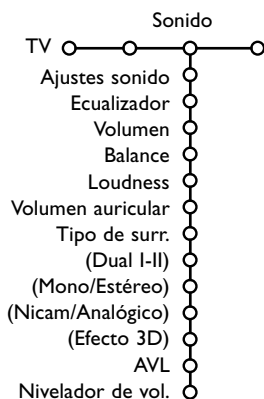 Sonido
TV
Ajustes sonido
Ecualizador
Volumen
Balance
Loudness
Volumen auricular
Tipo de surr.
(Dual I-II)
(Mono/Estéreo)
(Nicam/Analógico)
(Efecto 3D)
AVL
Nivelador de vol.